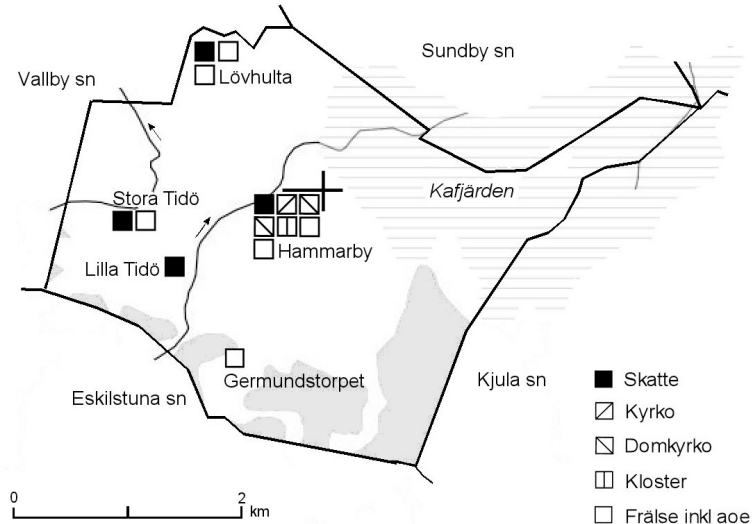 Sundby sn
Vallby sn
Lövhulta
Stora Tidö
Kafjärden
Hammarby
Lilla Tidö
Germundstorpet
Kjula sn
Eskilstuna sn
Skatte
Kyrko
Domkyrko
Kloster
Frälse inkl aoe
0 2
km